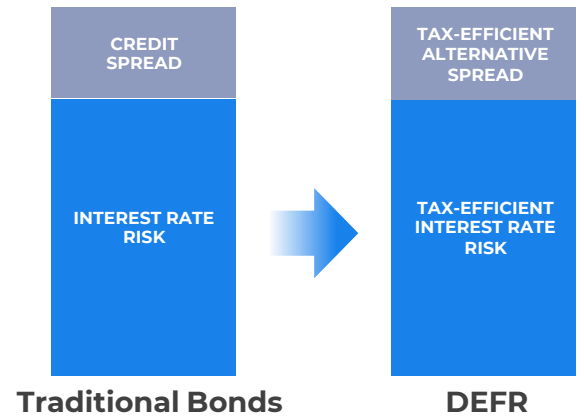 CREDIT
SPREAD
TAX-EFFICIENT
ALTERNATIVE
SPREAD
INTEREST RATE
RISK
TAX-EFFICIENT
INTEREST RATE
RISK
Traditional Bonds
DEFR